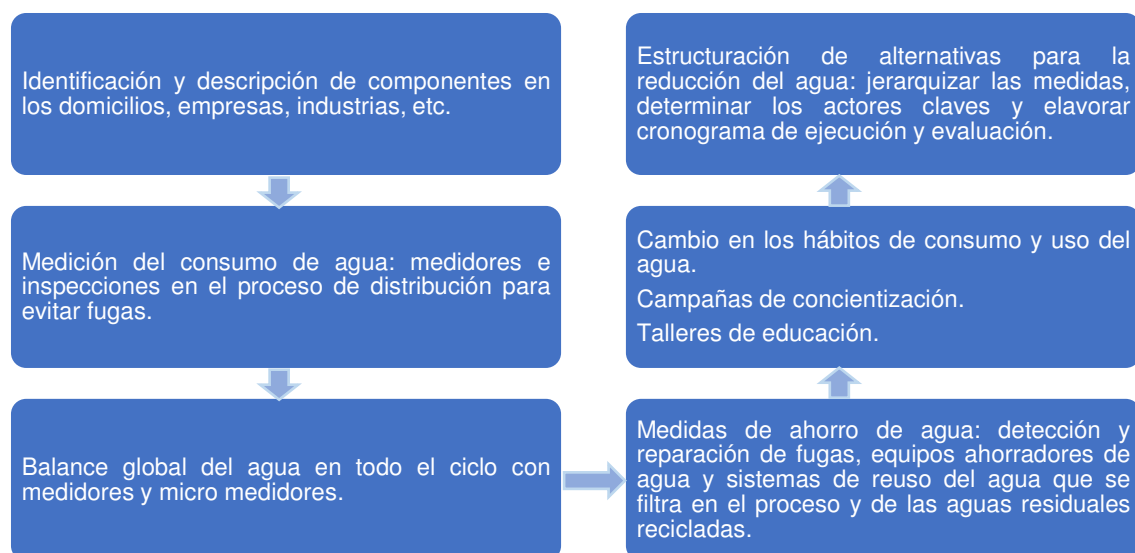 Identificación y descripción de componentes en
los domicilios, empresas, industrias, etc.
Medición del consumo de agua: medidores e
inspecciones en el proceso de distribución para
evitar fugas.
Balance global del agua en todo el ciclo con
medidores y micro medidores.
Medidas de ahorro de agua: detección y
reparación de fugas, equipos ahorradores de
agua y sistemas de reuso del agua que se
filtra en el proceso y de las aguas residuales
recicladas.
Cambio en los hábitos de consumo y uso del
agua.
Campañas de concientización.
Talleres de educación.
Estructuración de alternativas para la
reducción del agua: jerarquizar las medidas,
determinar los actores claves y elavorar
cronograma de ejecución y evaluación.